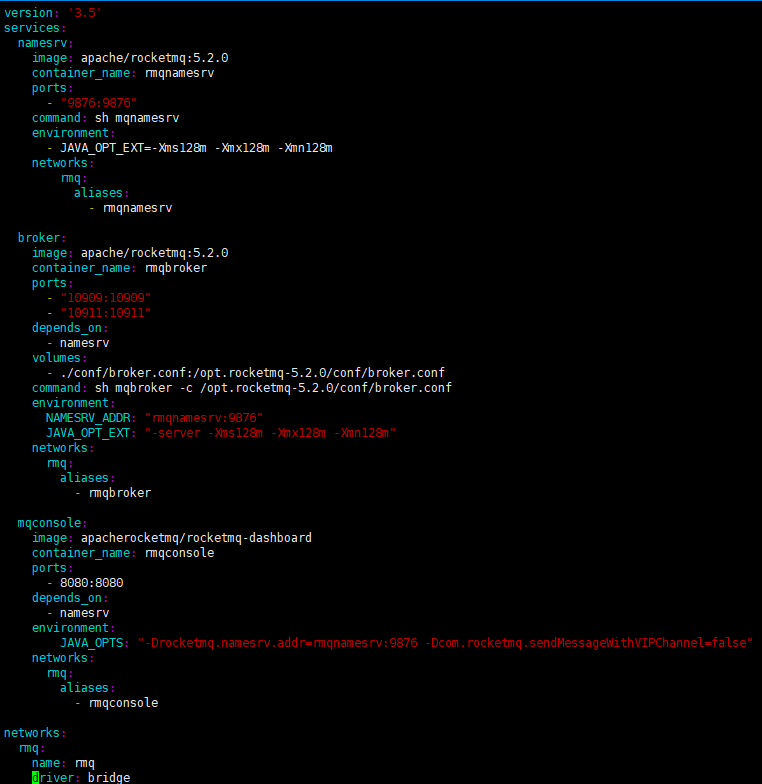 version: '3.5'
services:
  namesrv:
    image: apache/rocketmq:5.2.0
    container_name: rmqnamesrv
    ports:
      - "9876:9876"
    command: sh mqnamesrv
    environment:
      - JAVA_OPT_EXT=-Xms128m -Xmx128m -Xmn128m
    networks:
        rmq:
          aliases:
            - rmqnamesrv

  broker:
    image: apache/rocketmq:5.2.0
    container_name: rmqbroker
    ports:
      - "10909:10909"
      - "10911:10911"
    depends_on:
      - namesrv
    volumes:
      - ./conf/broker.conf:/opt.rocketmq-5.2.0/conf/broker.conf
    command: sh mqbroker -c /opt.rocketmq-5.2.0/conf/broker.conf
    environment:
      NAMESRV_ADDR: "rmqnamesrv:9876"
      JAVA_OPT_EXT: "-server -Xms128m -Xmx128m -Xmn128m"
    networks:
      rmq:
        aliases:
          - rmqbroker

  mqconsole:
    image: apacherocketmq/rocketmq-dashboard
    container_name: rmqconsole
    ports:
      - 8080:8080
    depends_on:
      - namesrv
    environment:
        JAVA_OPTS: "-Drocketmq.namesrv.addr=rmqnamesrv:9876 -Dcom.rocketmq.sendMessageWithVIPChannel=false"
    networks:
      rmq:
        aliases:
          - rmqconsole

networks:
  rmq:
    name: rmq
    driver: bridge